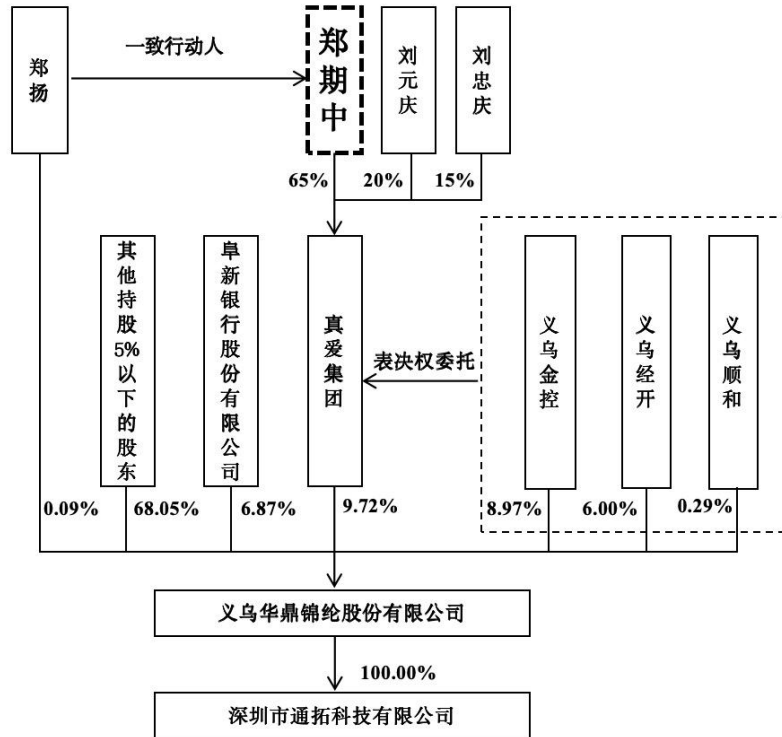 郑扬
一致行动人
郑期中
刘元庆
刘忠庆
65%
20%
15%
其他持股5%以下的股东
阜新银行股份有限公司
真爱集团
表决权委托
义乌金控
义乌经开
义乌顺和
0.09%
68.05%
6.87%
9.72%
8.97%
6.00%
0.29%
义乌华鼎锦纶股份有限公司
100.00%
深圳市通拓科技有限公司